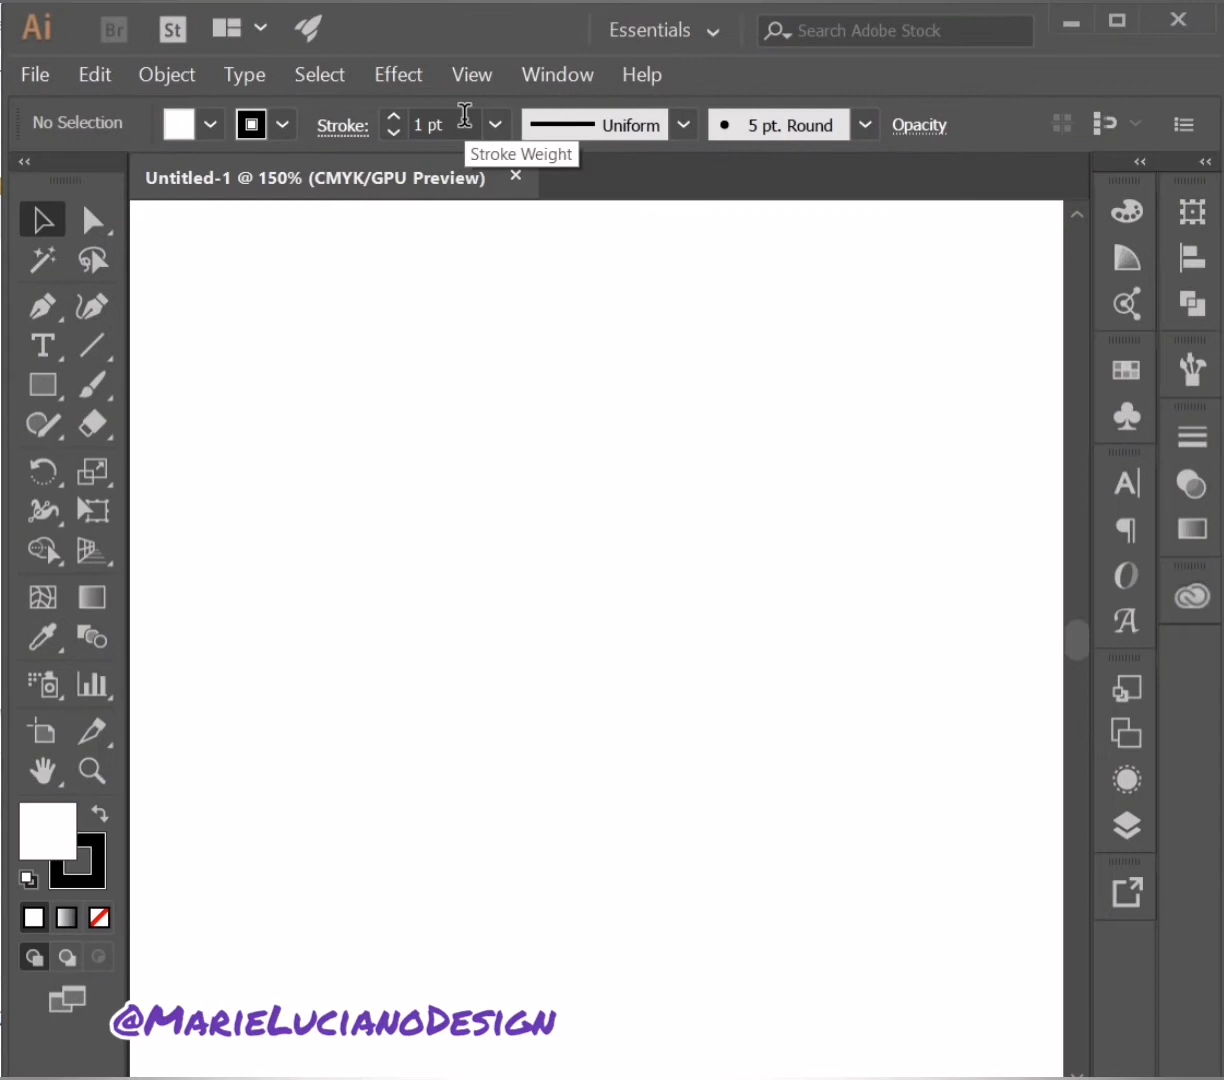 Ai Br St Essentials Search Adobe Stock
File Edit Object Type Select Effect View Window Help
No Selection Stroke: 1 pt Uniform 5 pt. Round Opacity
Stroke Weight
Untitled-1 @ 150% (CMYK/GPU Preview)
@MarieLucianoDesign